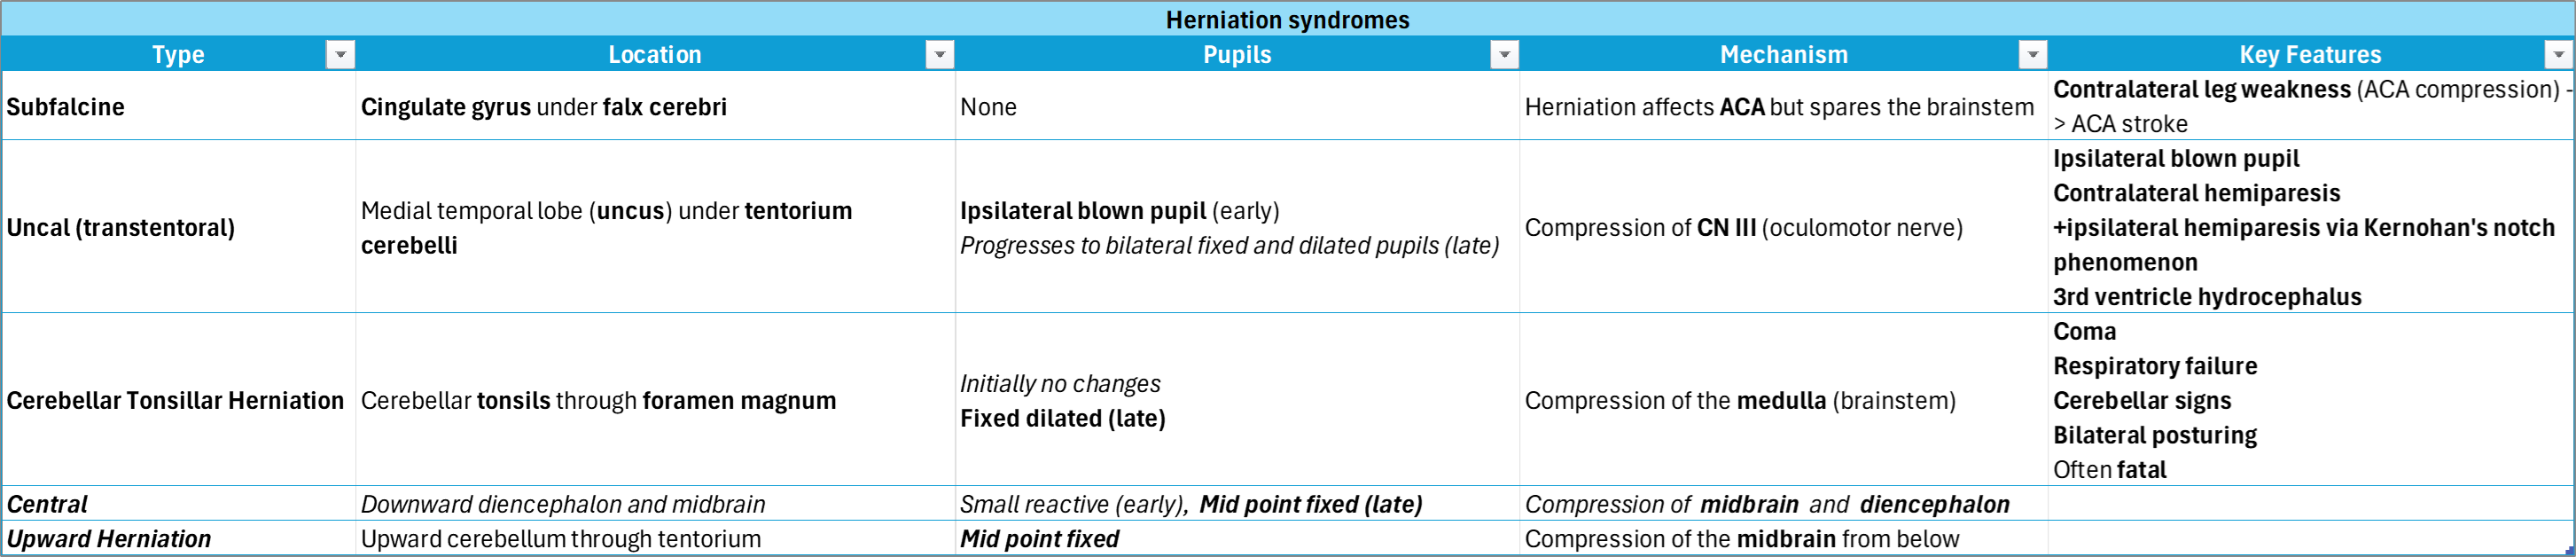 Herniation syndromes
Type Location Pupils Mechanism Key Features
Subfalcine
Cingulate gyrus under falx cerebri
None
Herniation affects ACA but spares the brainstem
Contralateral leg weakness (ACA compression) -
> ACA stroke
Uncal (transtentoral)
Medial temporal lobe (uncus) under tentorium
cerebelli
Ipsilateral blown pupil (early)
Progresses to bilateral fixed and dilated pupils (late)
Compression of CN III (oculomotor nerve)
Ipsilateral blown pupil
Contralateral hemiparesis
+ipsilateral hemiparesis via Kernohan's notch
phenomenon
3rd ventricle hydrocephalus
Cerebellar Tonsillar Herniation
Cerebellar tonsils through foramen magnum
Initially no changes
Fixed dilated (late)
Compression of the medulla (brainstem)
Coma
Respiratory failure
Cerebellar signs
Bilateral posturing
Often fatal
Central
Downward diencephalon and midbrain
Small reactive (early), Mid point fixed (late)
Compression of midbrain and diencephalon
Upward Herniation
Upward cerebellum through tentorium
Mid point fixed
Compression of the midbrain from below